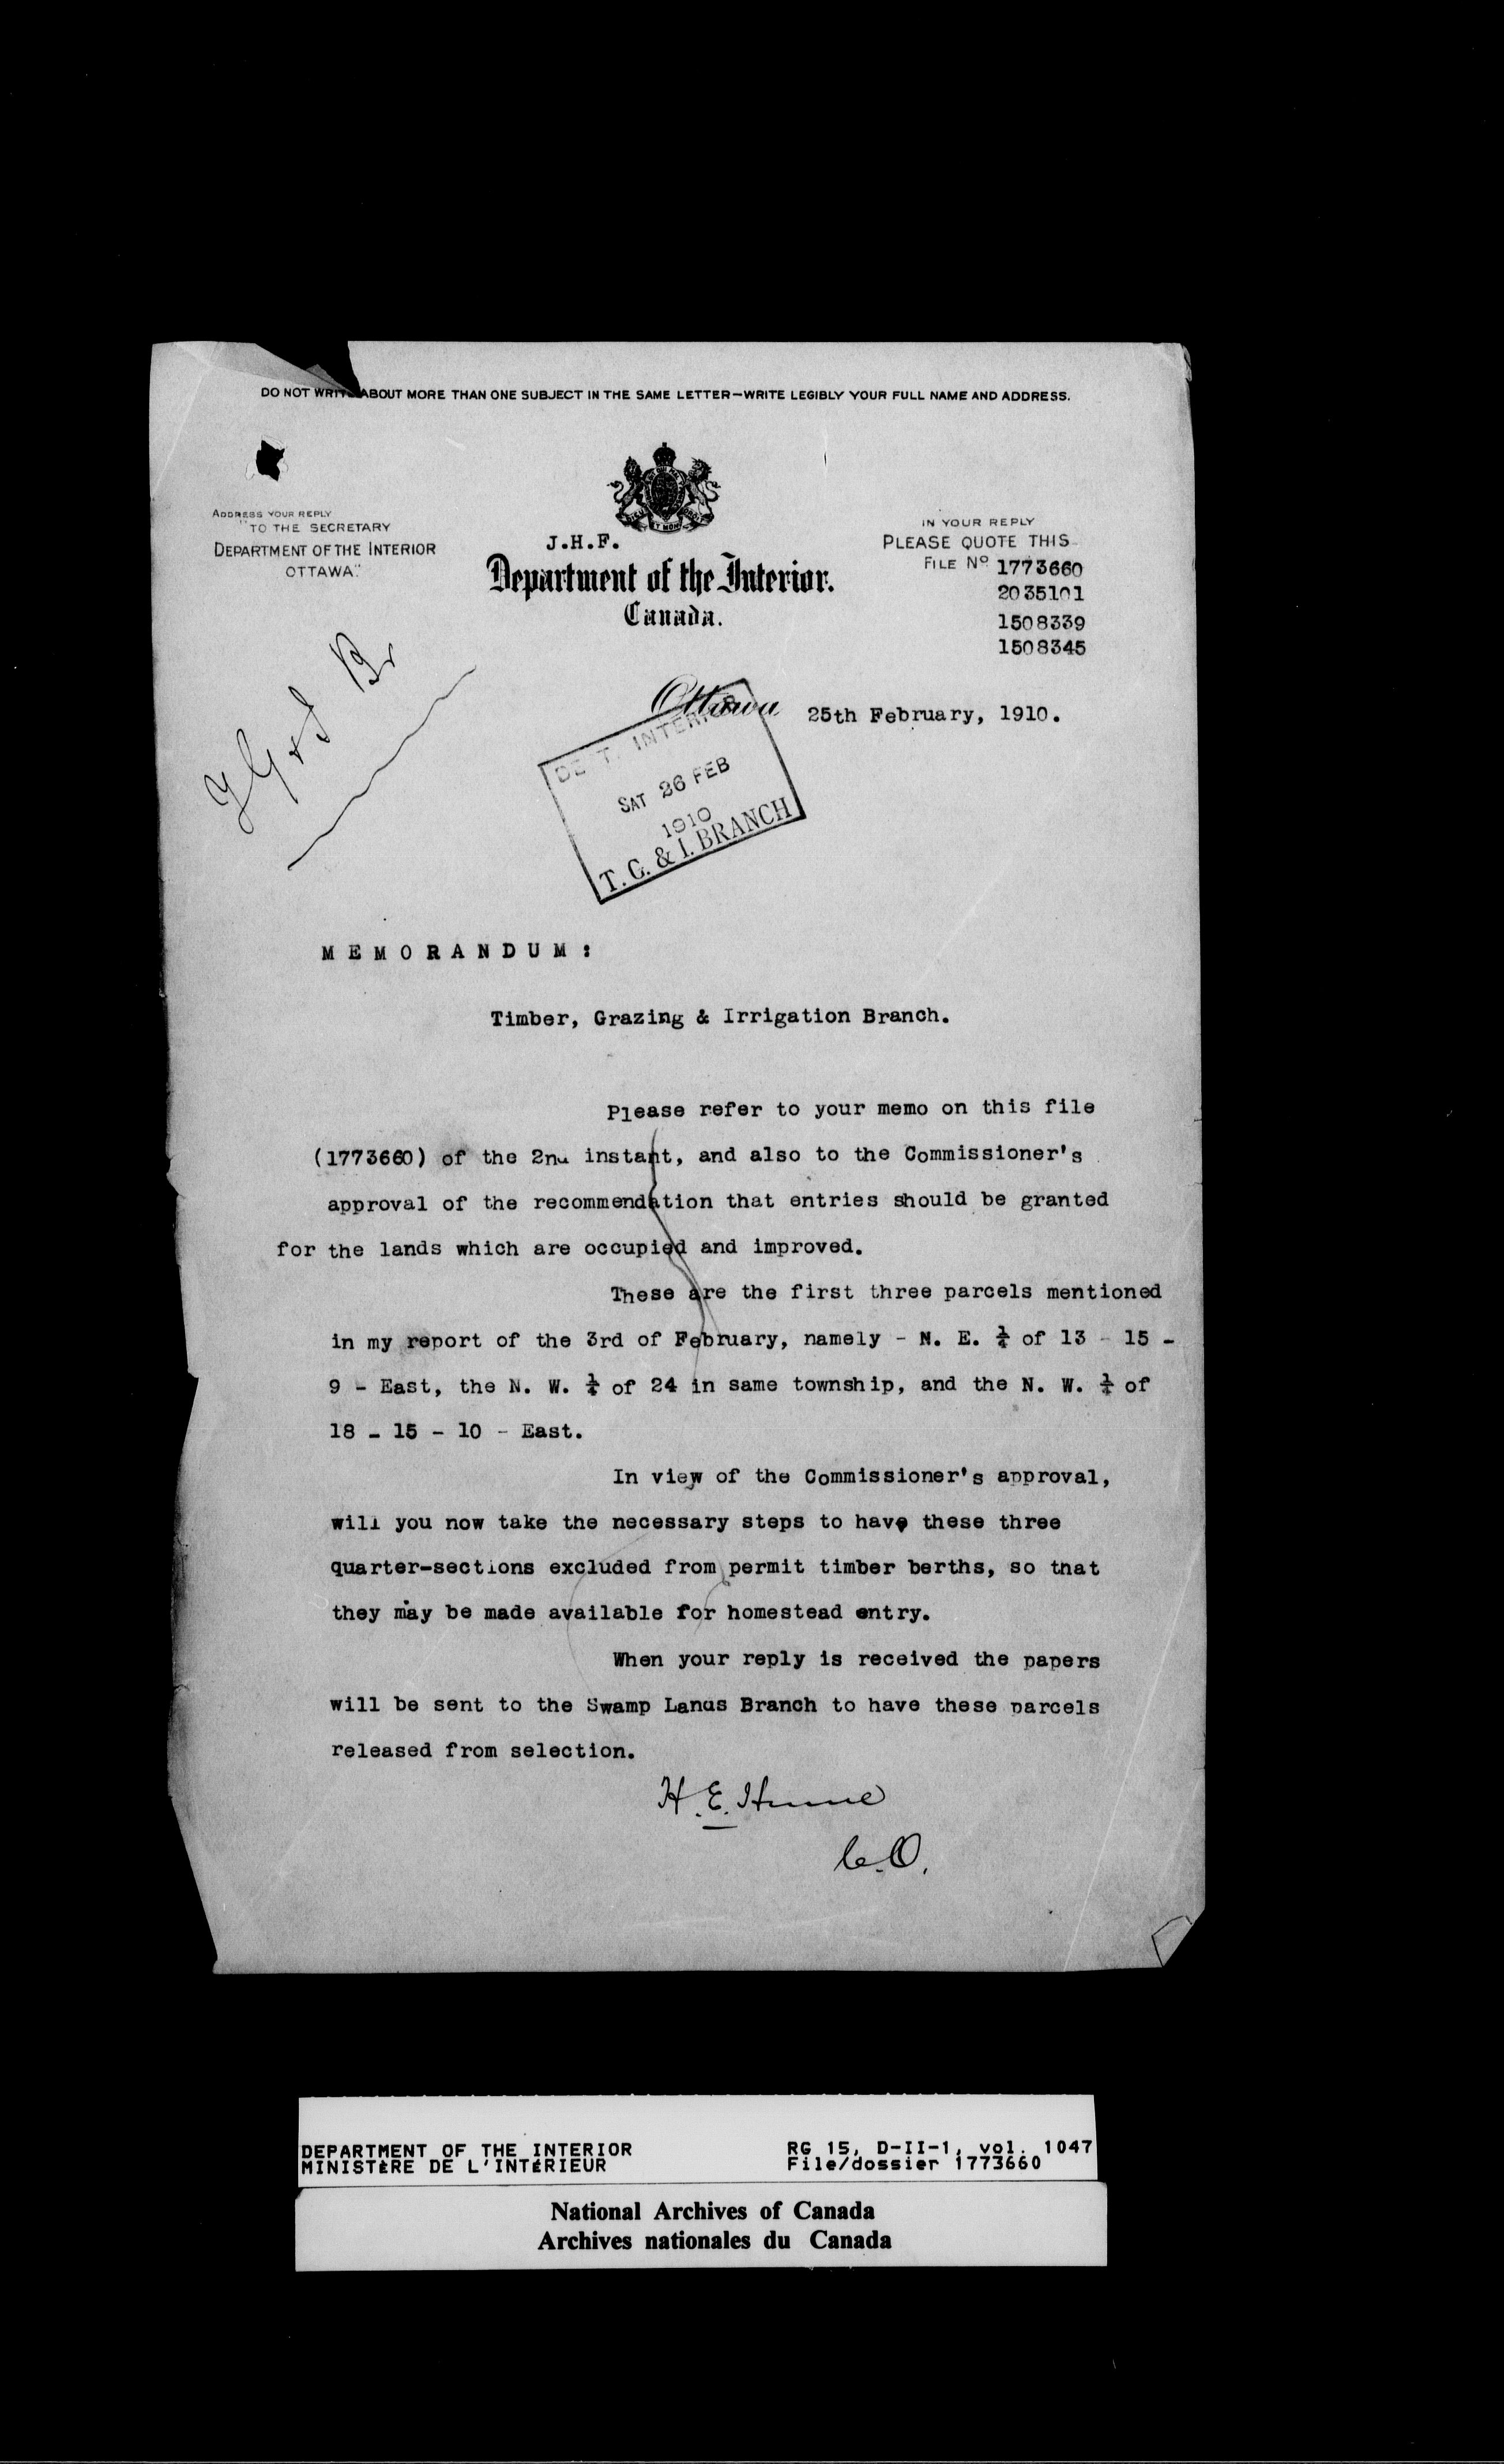 DO NOT WRITE ABOUT MORE THAN ONE SUBJECT IN THE SAME LETTER—WRITE LEGIBLY YOUR FULL NAME AND ADDRESS.
ADDRESS YOUR REPLY
"TO THE SECRETARY
DEPARTMENT OF THE INTERIOR
OTTAWA."
J.H.F.
Department of the Interior.
Canada.
IN YOUR REPLY
PLEASE QUOTE THIS
FILE No 1773660
2035101
1508339
1508345
T G & I Br
Ottawa 25th February, 1910.
DEPT. INTERIOR
SAT 26 FEB
1910
T. G. & I. BRANCH
MEMORANDUM:
Timber, Grazing & Irrigation Branch.
Please refer to your memo on this file
(1773660) of the 2nd instant, and also to the Commissioner's
approval of the recommendation that entries should be granted
for the lands which are occupied and improved.
These are the first three parcels mentioned
in my report of the 3rd of February, namely - N. E. ¼ of 13 - 15 -
9 - East, the N. W. ¼ of 24 in same township, and the N. W. ¼ of
18 - 15 - 10 - East.
In view of the Commissioner's approval,
will you now take the necessary steps to have these three
quarter-sections excluded from permit timber berths, so that
they may be made available for homestead entry.
When your reply is received the papers
will be sent to the Swamp Lands Branch to have these parcels
released from selection.
H. E. Hume
C.O.
DEPARTMENT OF THE INTERIOR
MINISTÈRE DE L'INTÉRIEUR
RG 15, D-II-1, vol. 1047
File/dossier 1773660
National Archives of Canada
Archives nationales du Canada